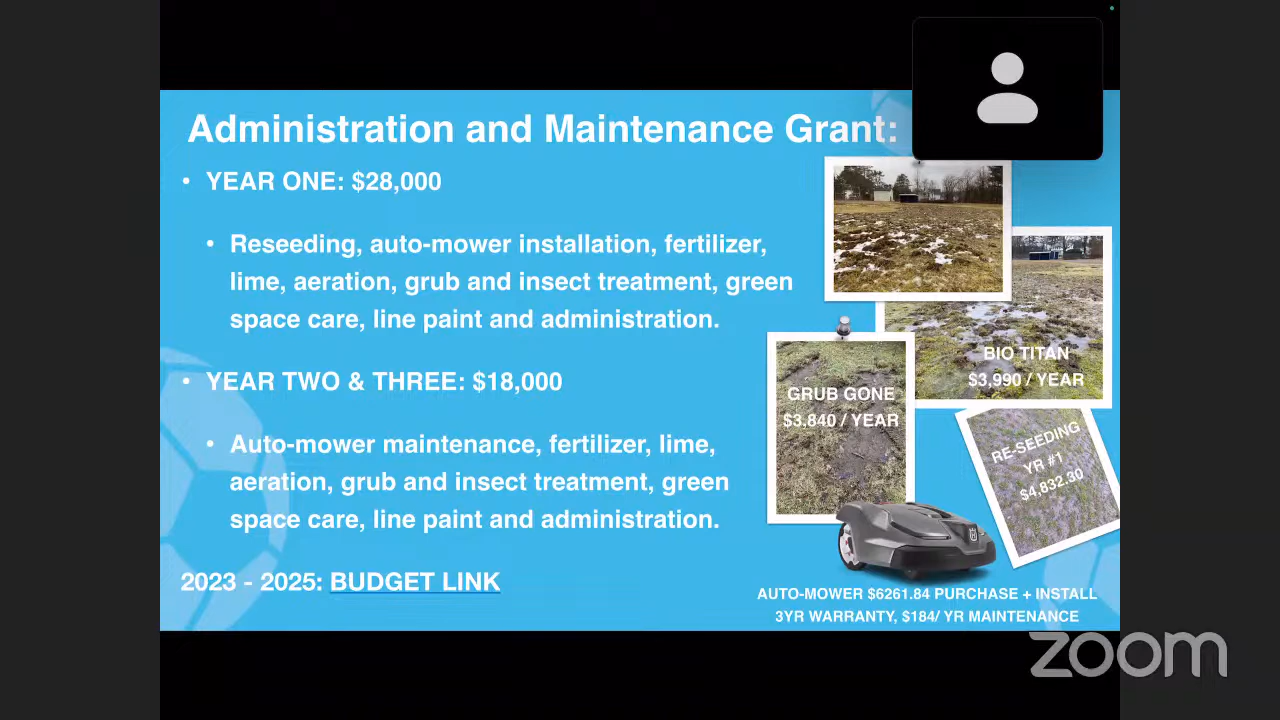 Administration and Maintenance Grant:
• YEAR ONE: $28,000
• Reseeding, auto-mower installation, fertilizer,
lime, aeration, grub and insect treatment, green
space care, line paint and administration.
• YEAR TWO & THREE: $18,000
• Auto-mower maintenance, fertilizer, lime,
aeration, grub and insect treatment, green
space care, line paint and administration.
2023 - 2025: BUDGET LINK
BIO TITAN
$3,990 / YEAR
GRUB GONE
$3,840 / YEAR
RE-SEEDING
YR #1
$4,832.30
AUTO-MOWER $6261.84 PURCHASE + INSTALL
3YR WARRANTY, $184/ YR MAINTENANCE
zoom